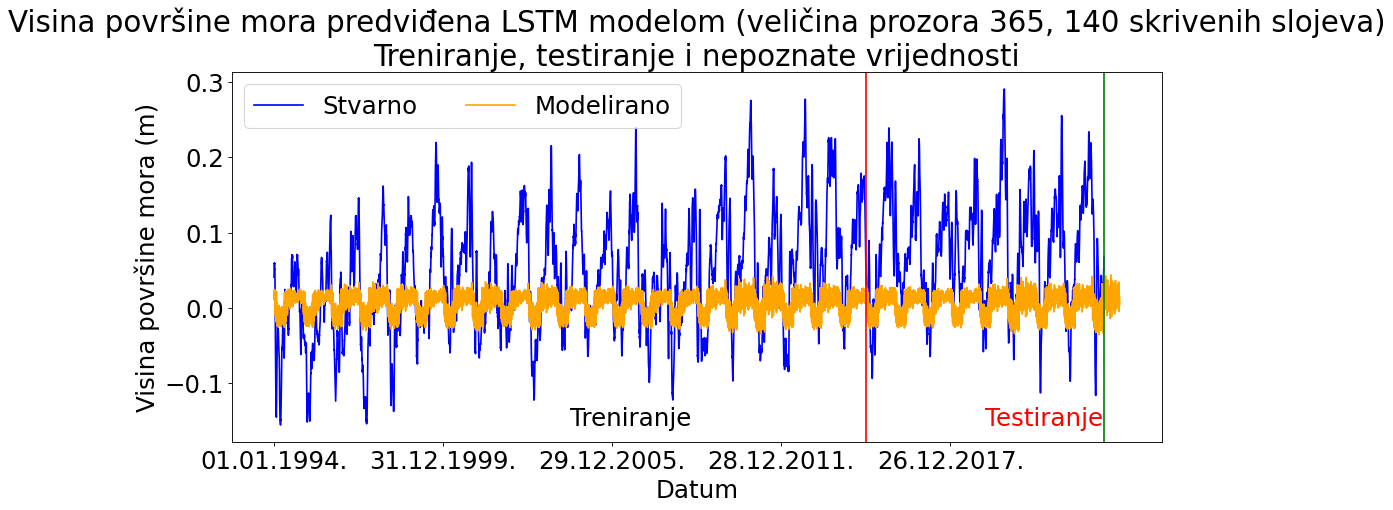 Visina površine mora predviđena LSTM modelom (veličina prozora 365, 140 skrivenih slojeva)
Treniranje, testiranje i nepoznate vrijednosti
Visina površine mora (m)
0.3
0.2
0.1
0.0
−0.1
Stvarno
Modelirano
Treniranje
Testiranje
01.01.1994.
31.12.1999.
29.12.2005.
28.12.2011.
26.12.2017.
Datum